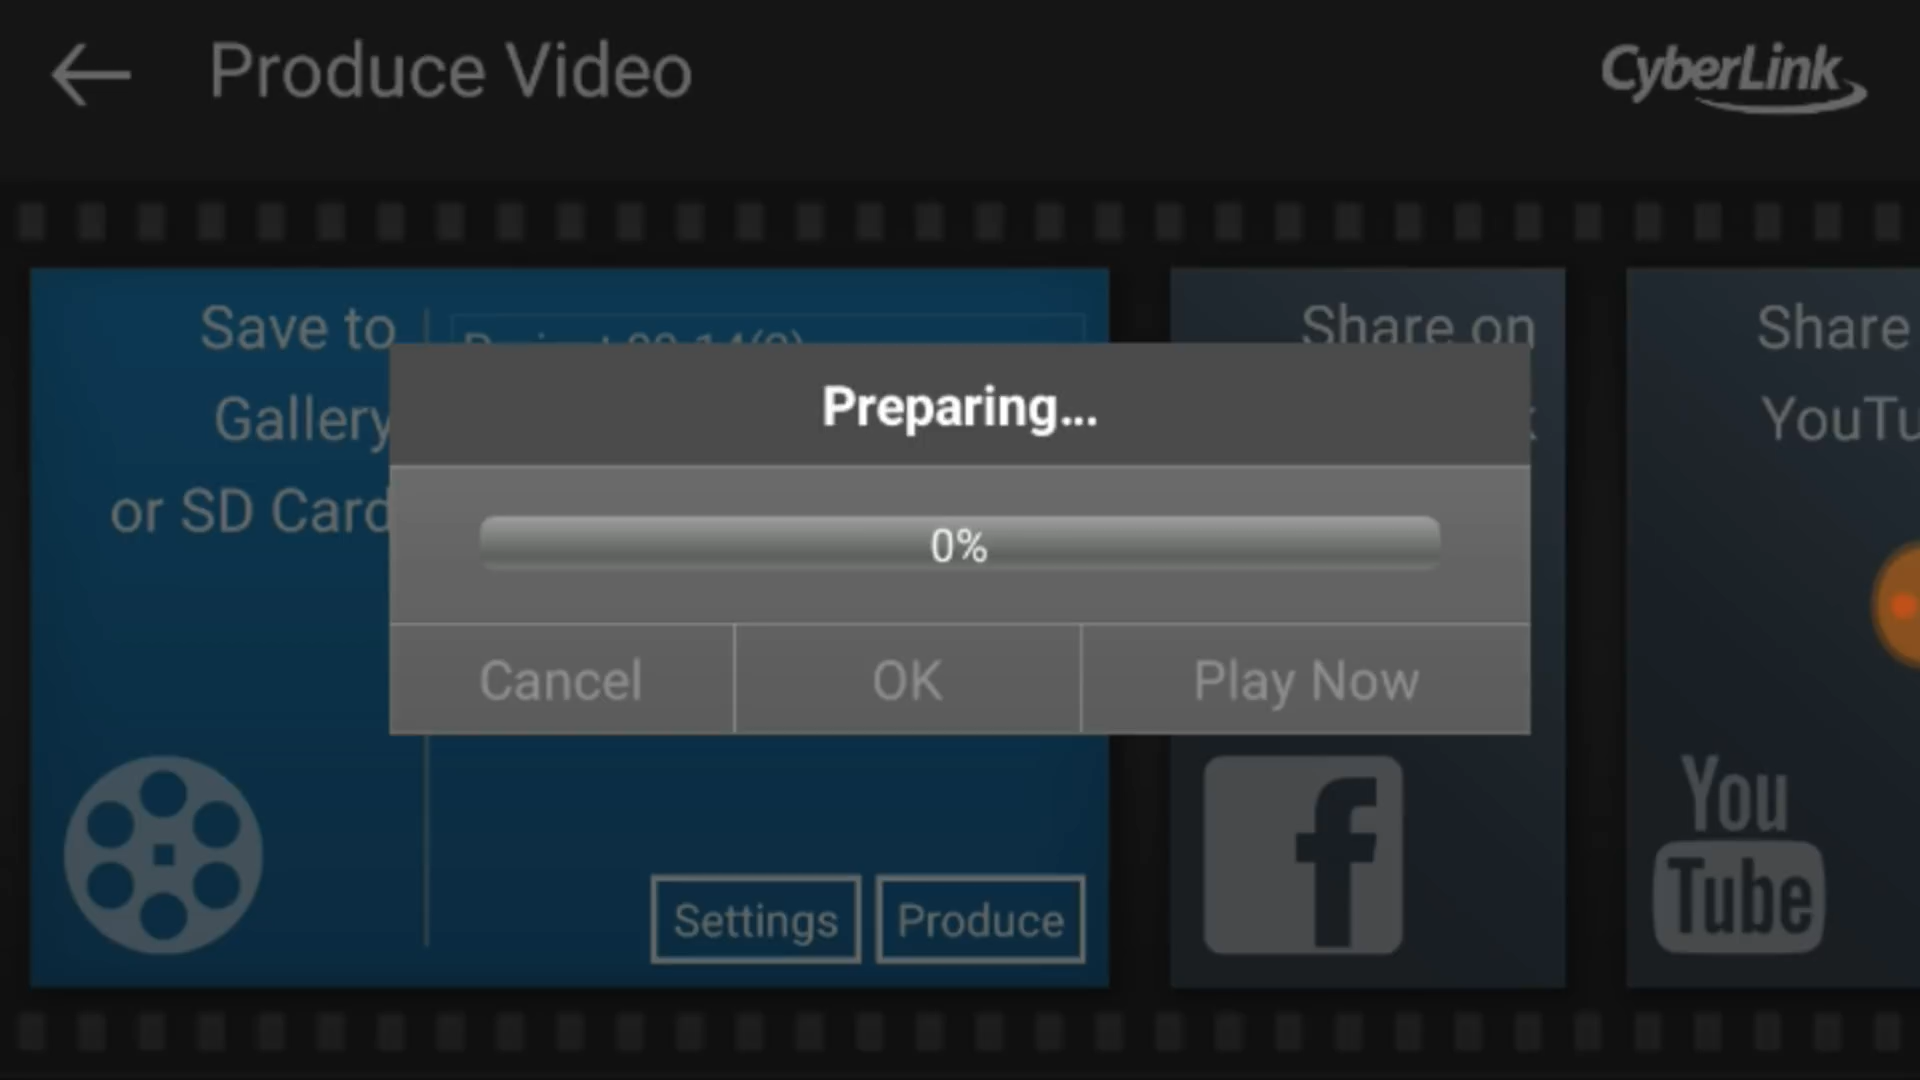 Produce Video
CyberLink
Save to
Gallery
or SD Card
Share on
Share
YouTu
Preparing...
0%
Cancel
OK
Play Now
Settings
Produce
You
Tube